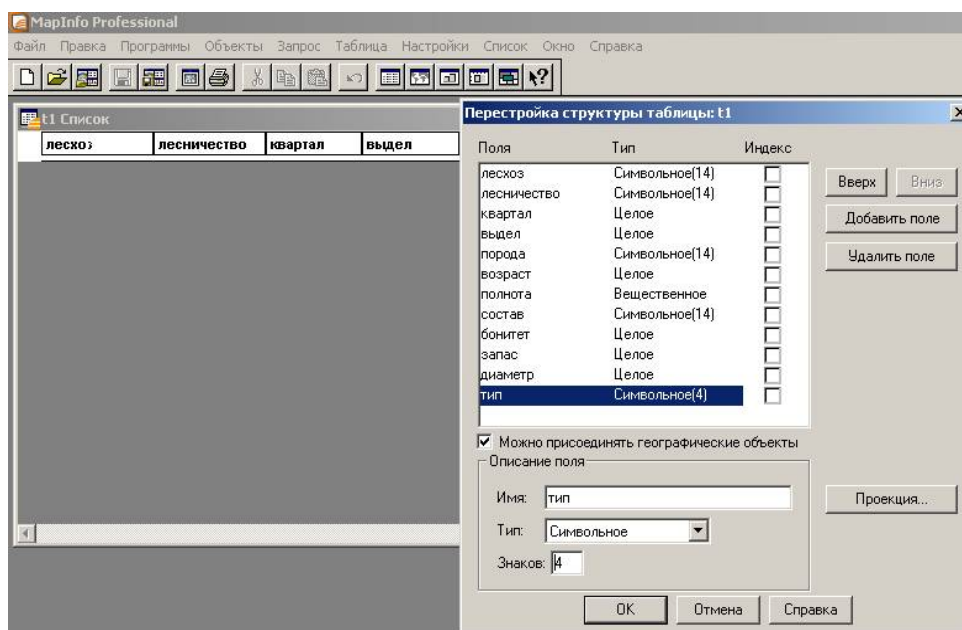 MapInfo Professional
Файл Правка Программы Объекты Запрос Таблица Настройки Список Окно Справка
t1 Список
лесхоз лесничество квартал выдел
Перестройка структуры таблицы: t1
Поля Тип Индекс
лесхоз Символьное(14)
лесничество Символьное(14)
квартал Целое
выдел Целое
порода Символьное(14)
возраст Целое
полнота Вещественное
состав Символьное(14)
бонитет Целое
запас Целое
диаметр Целое
тип Символьное(4)
Вверх Вниз
Добавить поле
Удалить поле
Можно присоединять географические объекты
Описание поля
Имя: тип
Тип: Символьное
Знаков: 4
Проекция...
OK Отмена Справка